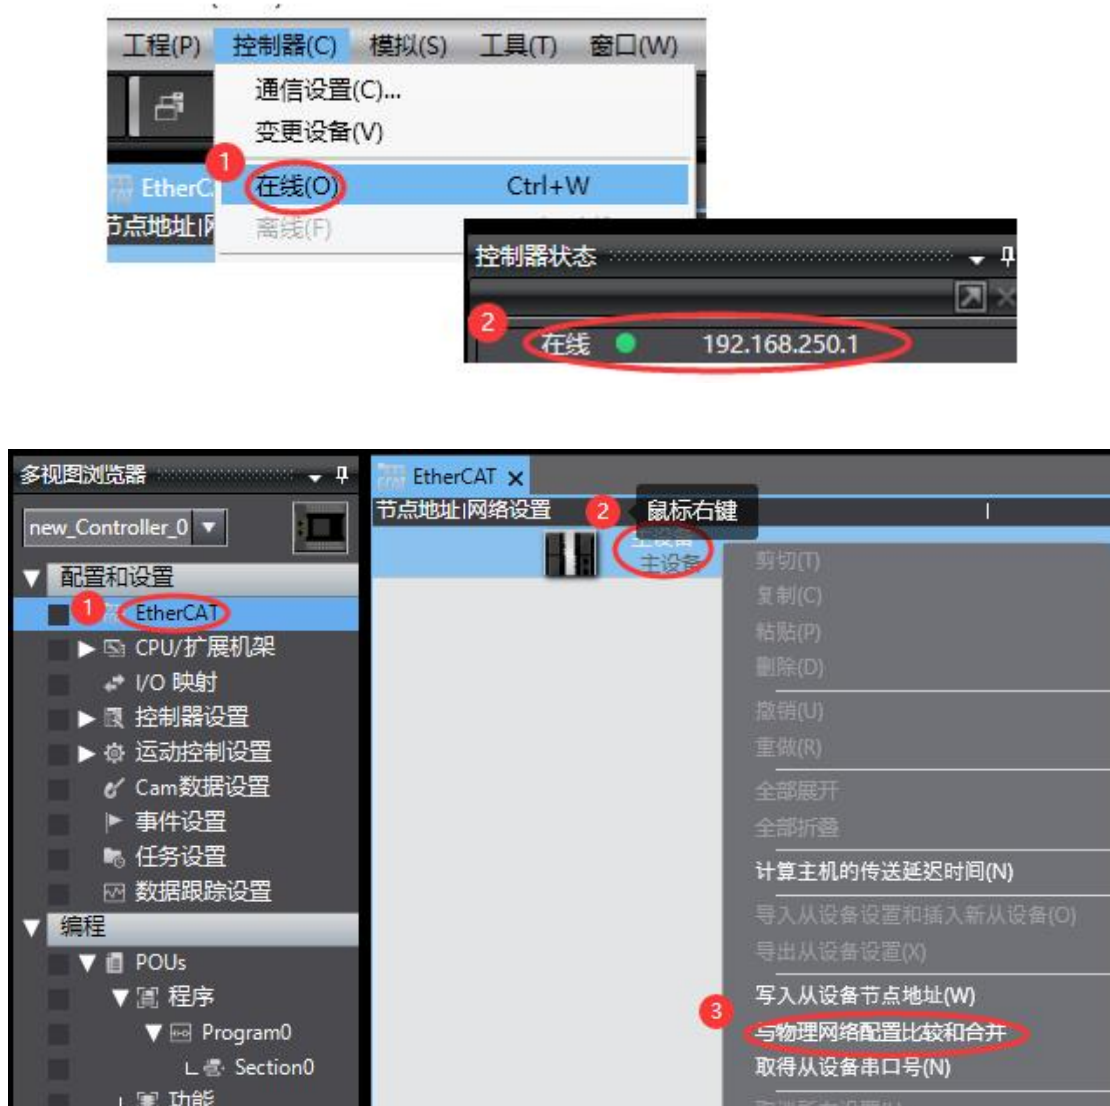 工程(P) 控制器(C) 模拟(S) 工具(T) 窗口(W)
通信设置(C)...
变更设备(V)
1
EtherC
在线(O) Ctrl+W
节点地址|网
离线(F)
控制器状态
2
在线 192.168.250.1
多视图浏览器
new_Controller_0
配置和设置
1
EtherCAT
CPU/扩展机架
I/O 映射
控制器设置
运动控制设置
Cam数据设置
事件设置
任务设置
数据跟踪设置
编程
POUs
程序
Program0
Section0
功能
EtherCAT
节点地址|网络设置
2 鼠标右键
主设备
主设备
剪切(T)
复制(C)
粘贴(P)
删除(D)
撤销(U)
重做(R)
全部展开
全部折叠
计算主机的传送延迟时间(N)
导入从设备设置和插入新从设备(O)
导出从设备设置(X)
写入从设备节点地址(W)
3
与物理网络配置比较和合并
取得从设备串口号(N)